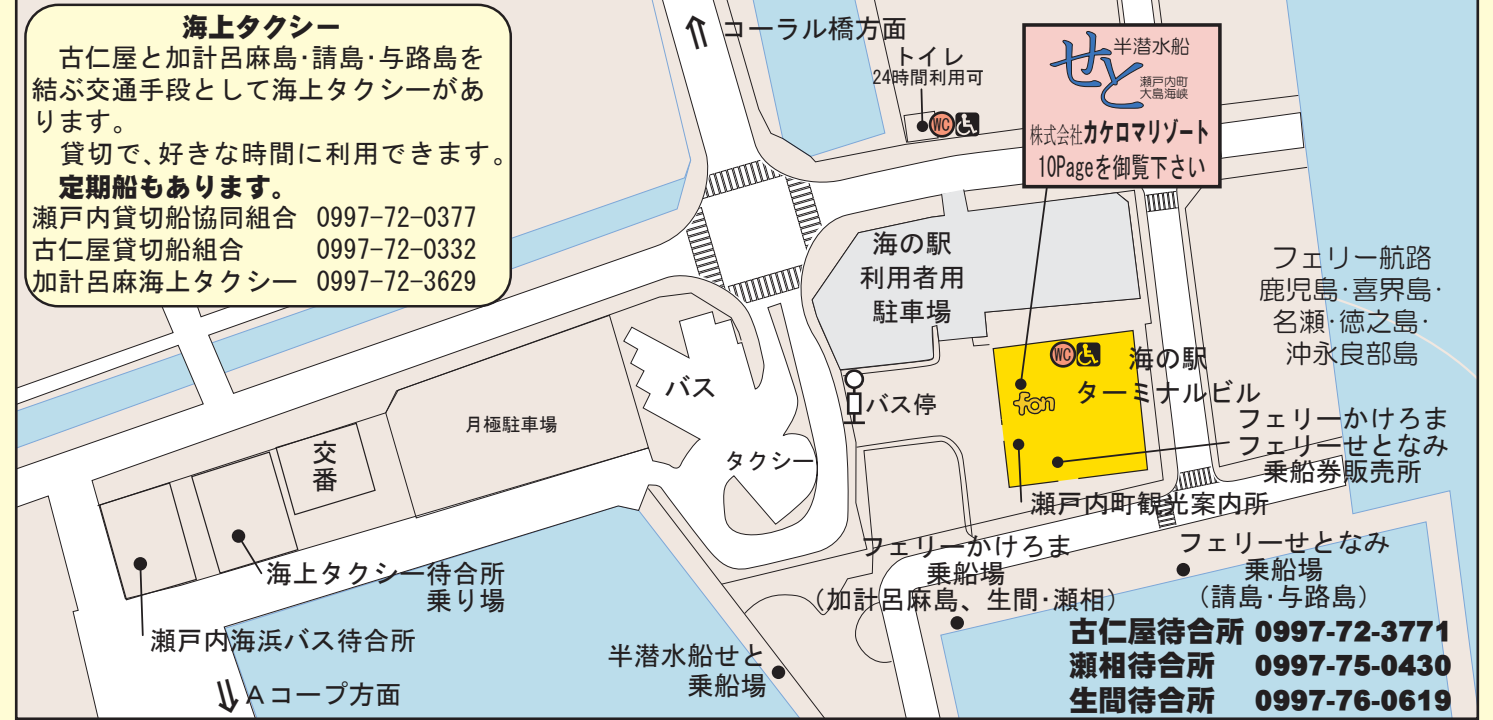 海上タクシー
古仁屋と加計呂麻島･請島･与路島を
結ぶ交通手段として海上タクシーがあ
ります。
貸切で､好きな時間に利用できます。
定期船もあります。
瀬戸内貸切船協同組合 0997-72-0377
古仁屋貸切船組合 0997-72-0332
加計呂麻海上タクシー 0997-72-3629
⇑ コーラル橋方面
トイレ
24時間利用可
WC
半潜水船
せと
瀬戸内町
大島海峡
株式会社カケロマリゾート
10Pageを御覧下さい
海の駅
利用者用
駐車場
フェリー航路
鹿児島･喜界島･
名瀬･徳之島･
沖永良部島
WC
海の駅
ターミナルビル
fon
バス
バス停
月極駐車場
フェリーかけろま
フェリーせとなみ
乗船券販売所
交番
タクシー
瀬戸内町観光案内所
フェリーかけろま
乗船場
(加計呂麻島、生間･瀬相)
フェリーせとなみ
乗船場
(請島･与路島)
海上タクシー待合所
乗り場
瀬戸内海浜バス待合所
半潜水船せと
乗船場
⇓ Aコープ方面
古仁屋待合所 0997-72-3771
瀬相待合所 0997-75-0430
生間待合所 0997-76-0619